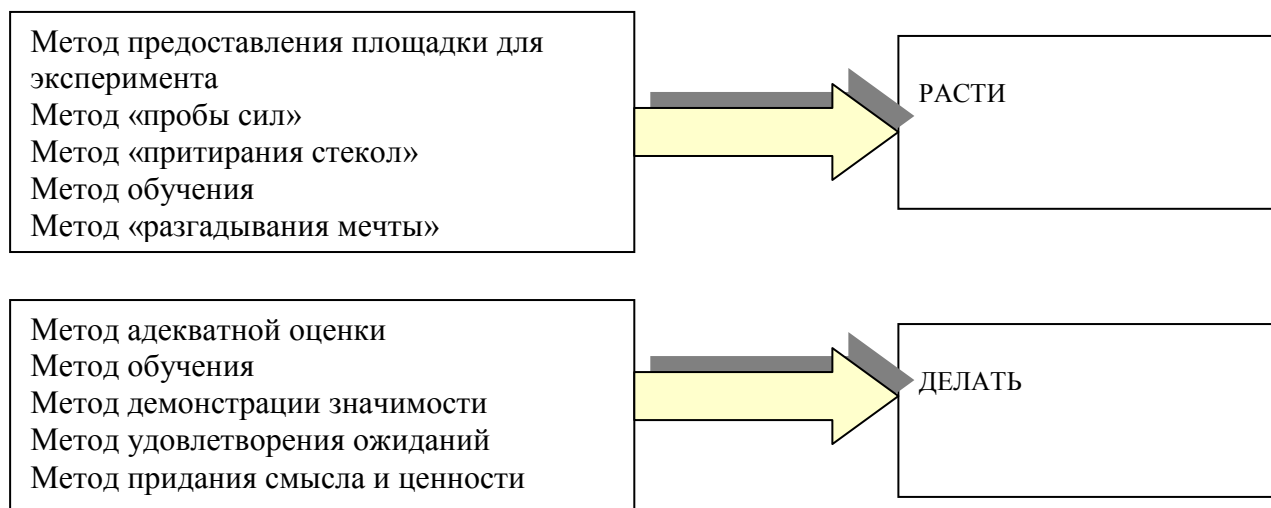 Метод предоставления площадки для
эксперимента
Метод «пробы сил»
Метод «притирания стекол»
Метод обучения
Метод «разгадывания мечты»
РАСТИ
Метод адекватной оценки
Метод обучения
Метод демонстрации значимости
Метод удовлетворения ожиданий
Метод придания смысла и ценности
ДЕЛАТЬ